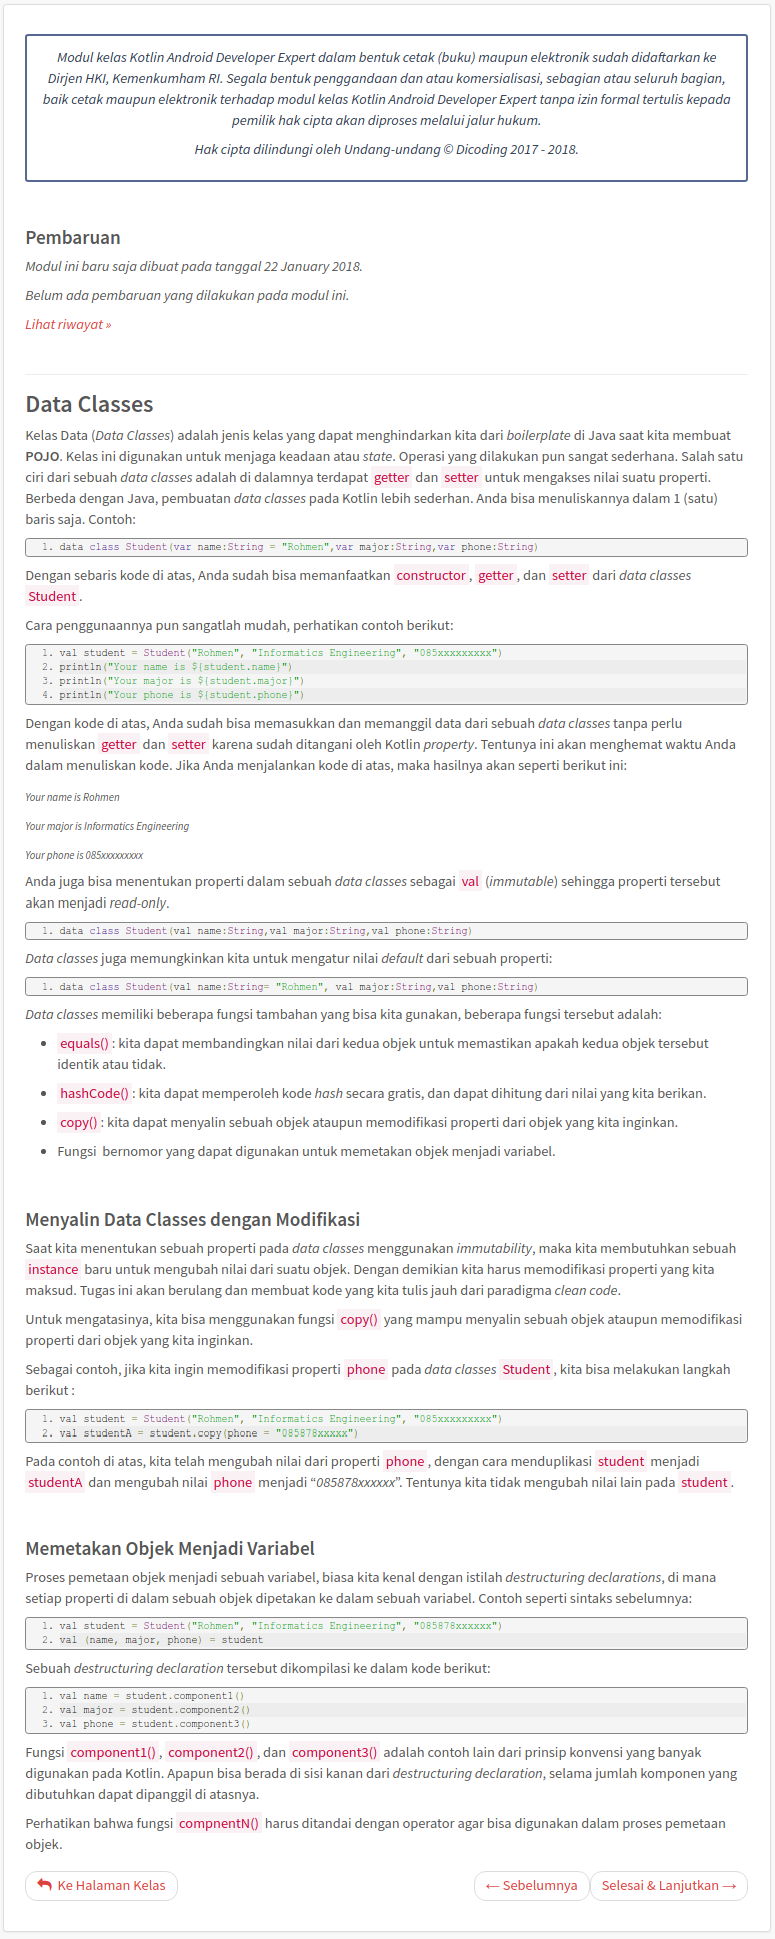 Modul kelas Kotlin Android Developer Expert dalam bentuk cetak (buku) maupun elektronik sudah didaftarkan ke
Dirjen HKI, Kemenkumham RI. Segala bentuk penggandaan dan atau komersialisasi, sebagian atau seluruh bagian,
baik cetak maupun elektronik terhadap modul kelas Kotlin Android Developer Expert tanpa izin formal tertulis kepada
pemilik hak cipta akan diproses melalui jalur hukum.
Hak cipta dilindungi oleh Undang-undang © Dicoding 2017 - 2018.
Pembaruan
Modul ini baru saja dibuat pada tanggal 22 January 2018.
Belum ada pembaruan yang dilakukan pada modul ini.
Lihat riwayat »
Data Classes
Kelas Data (Data Classes) adalah jenis kelas yang dapat menghindarkan kita dari boilerplate di Java saat kita membuat
POJO. Kelas ini digunakan untuk menjaga keadaan atau state. Operasi yang dilakukan pun sangat sederhana. Salah satu
ciri dari sebuah data classes adalah di dalamnya terdapat getter dan setter untuk mengakses nilai suatu properti.
Berbeda dengan Java, pembuatan data classes pada Kotlin lebih sederhan. Anda bisa menuliskannya dalam 1 (satu)
baris saja. Contoh:
1. data class Student(var name:String = "Rohmen",var major:String,var phone:String)
Dengan sebaris kode di atas, Anda sudah bisa memanfaatkan constructor, getter, dan setter dari data classes
Student.
Cara penggunaannya pun sangatlah mudah, perhatikan contoh berikut:
1. val student = Student("Rohmen", "Informatics Engineering", "085xxxxxxxxx")
2. println("Your name is ${student.name}")
3. println("Your major is ${student.major}")
4. println("Your phone is ${student.phone}")
Dengan kode di atas, Anda sudah bisa memasukkan dan memanggil data dari sebuah data classes tanpa perlu
menuliskan getter dan setter karena sudah ditangani oleh Kotlin property. Tentunya ini akan menghemat waktu Anda
dalam menuliskan kode. Jika Anda menjalankan kode di atas, maka hasilnya akan seperti berikut ini:
Your name is Rohmen
Your major is Informatics Engineering
Your phone is 085xxxxxxxxx
Anda juga bisa menentukan properti dalam sebuah data classes sebagai val (immutable) sehingga properti tersebut
akan menjadi read-only.
1. data class Student(val name:String,val major:String,val phone:String)
Data classes juga memungkinkan kita untuk mengatur nilai default dari sebuah properti:
1. data class Student(val name:String= "Rohmen", val major:String,val phone:String)
Data classes memiliki beberapa fungsi tambahan yang bisa kita gunakan, beberapa fungsi tersebut adalah:
• equals() : kita dapat membandingkan nilai dari kedua objek untuk memastikan apakah kedua objek tersebut
identik atau tidak.
• hashCode() : kita dapat memperoleh kode hash secara gratis, dan dapat dihitung dari nilai yang kita berikan.
• copy() : kita dapat menyalin sebuah objek ataupun memodifikasi properti dari objek yang kita inginkan.
• Fungsi bernomor yang dapat digunakan untuk memetakan objek menjadi variabel.
Menyalin Data Classes dengan Modifikasi
Saat kita menentukan sebuah properti pada data classes menggunakan immutability, maka kita membutuhkan sebuah
instance baru untuk mengubah nilai dari suatu objek. Dengan demikian kita harus memodifikasi properti yang kita
maksud. Tugas ini akan berulang dan membuat kode yang kita tulis jauh dari paradigma clean code.
Untuk mengatasinya, kita bisa menggunakan fungsi copy() yang mampu menyalin sebuah objek ataupun memodifikasi
properti dari objek yang kita inginkan.
Sebagai contoh, jika kita ingin memodifikasi properti phone pada data classes Student, kita bisa melakukan langkah
berikut :
1. val student = Student("Rohmen", "Informatics Engineering", "085xxxxxxxxx")
2. val studentA = student.copy(phone = "085878xxxxx")
Pada contoh di atas, kita telah mengubah nilai dari properti phone, dengan cara menduplikasi student menjadi
studentA dan mengubah nilai phone menjadi “085878xxxxxx”. Tentunya kita tidak mengubah nilai lain pada student.
Memetakan Objek Menjadi Variabel
Proses pemetaan objek menjadi sebuah variabel, biasa kita kenal dengan istilah destructuring declarations, di mana
setiap properti di dalam sebuah objek dipetakan ke dalam sebuah variabel. Contoh seperti sintaks sebelumnya:
1. val student = Student("Rohmen", "Informatics Engineering", "085878xxxxxx")
2. val (name, major, phone) = student
Sebuah destructuring declaration tersebut dikompilasi ke dalam kode berikut:
1. val name = student.component1()
2. val major = student.component2()
3. val phone = student.component3()
Fungsi component1(), component2(), dan component3() adalah contoh lain dari prinsip konvensi yang banyak
digunakan pada Kotlin. Apapun bisa berada di sisi kanan dari destructuring declaration, selama jumlah komponen yang
dibutuhkan dapat dipanggil di atasnya.
Perhatikan bahwa fungsi compnentN() harus ditandai dengan operator agar bisa digunakan dalam proses pemetaan
objek.
Ke Halaman Kelas
← Sebelumnya
Selesai & Lanjutkan →